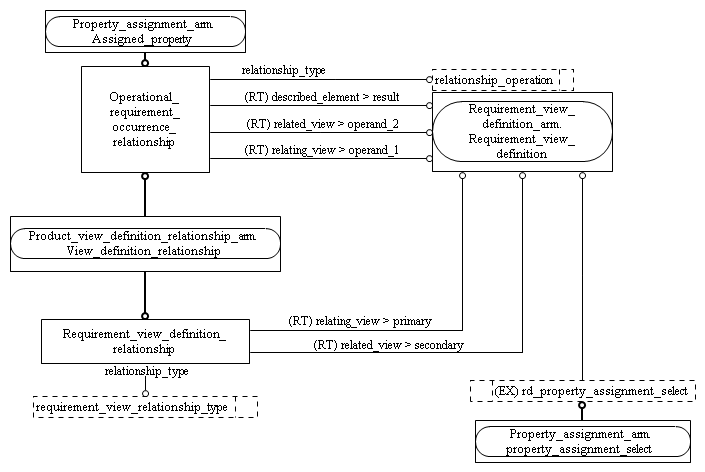 Property_assignment_arm.
Assigned_property
relationship_type
relationship_operation
Operational_
requirement_
occurrence_
relationship
(RT) described_element > result
(RT) related_view > operand_2
(RT) relating_view > operand_1
Requirement_view_
definition_arm.
Requirement_view_
definition
Product_view_definition_relationship_arm.
View_definition_relationship
Requirement_view_definition_
relationship
(RT) relating_view > primary
(RT) related_view > secondary
relationship_type
requirement_view_relationship_type
(EX) rd_property_assignment_select
Property_assignment_arm.
property_assignment_select